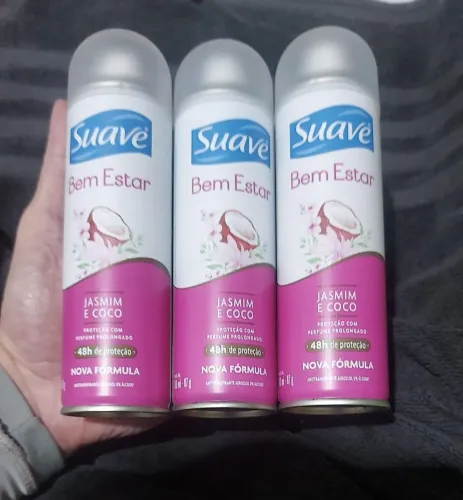 Suave
Bem Estar
JASMIM
E COCO
PROTEÇÃO COM
PERFUME PROLONGADO
48h de proteção
NOVA FÓRMULA
Suave
Bem Estar
JASMIM
E COCO
PROTEÇÃO COM
PERFUME PROLONGADO
48h de proteção
NOVA FÓRMULA
Suave
Bem Estar
JASMIM
E COCO
PROTEÇÃO COM
PERFUME PROLONGADO
48h de proteção
NOVA FÓRMULA